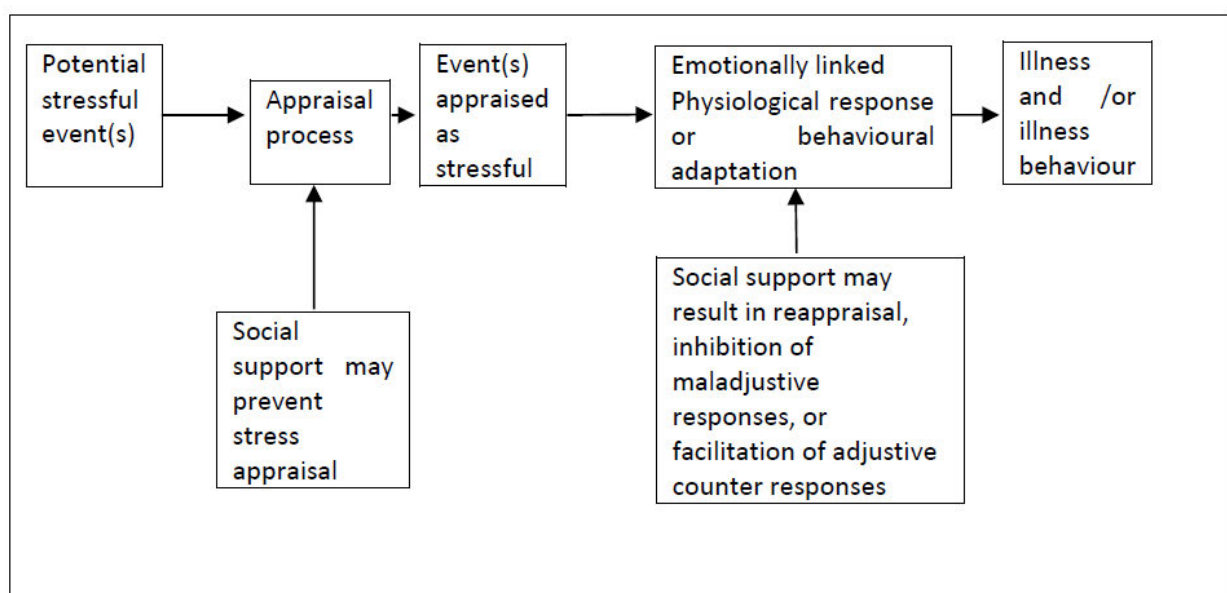 Potential
stressful
event(s)
Appraisal
process
Event(s)
appraised
as
stressful
Emotionally linked
Physiological response
or behavioural
adaptation
Illness
and /or
illness
behaviour
Social
support may
prevent
stress
appraisal
Social support may
result in reappraisal,
inhibition of
maladjustive
responses, or
facilitation of adjustive
counter responses